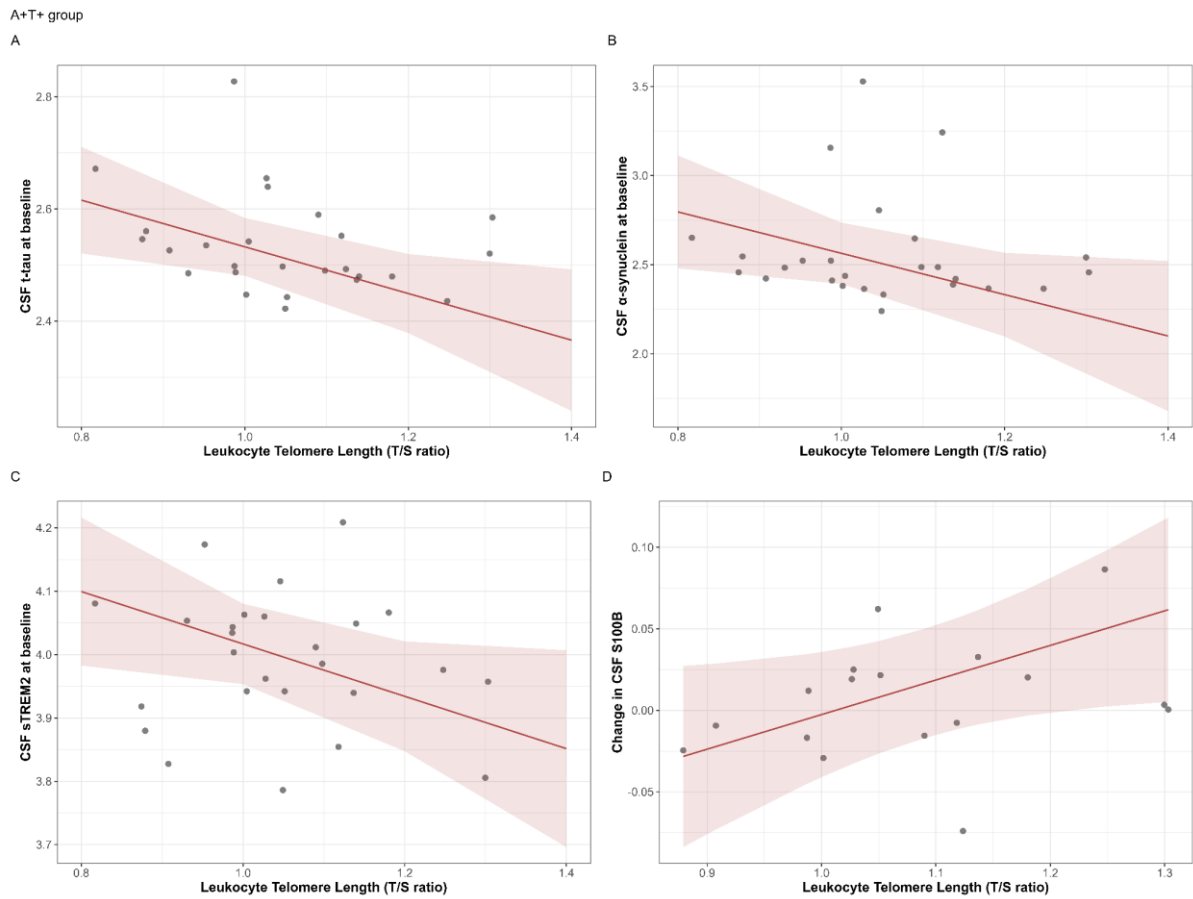 A+T+ group
A
CSF t-tau at baseline
2.8
2.6
2.4
0.8 1.0 1.2 1.4
Leukocyte Telomere Length (T/S ratio)
B
CSF α-synuclein at baseline
3.5
3.0
2.5
2.0
0.8 1.0 1.2 1.4
Leukocyte Telomere Length (T/S ratio)
C
CSF sTREM2 at baseline
4.2
4.1
4.0
3.9
3.8
3.7
0.8 1.0 1.2 1.4
Leukocyte Telomere Length (T/S ratio)
D
Change in CSF S100B
0.10
0.05
0.00
-0.05
0.9 1.0 1.1 1.2 1.3
Leukocyte Telomere Length (T/S ratio)